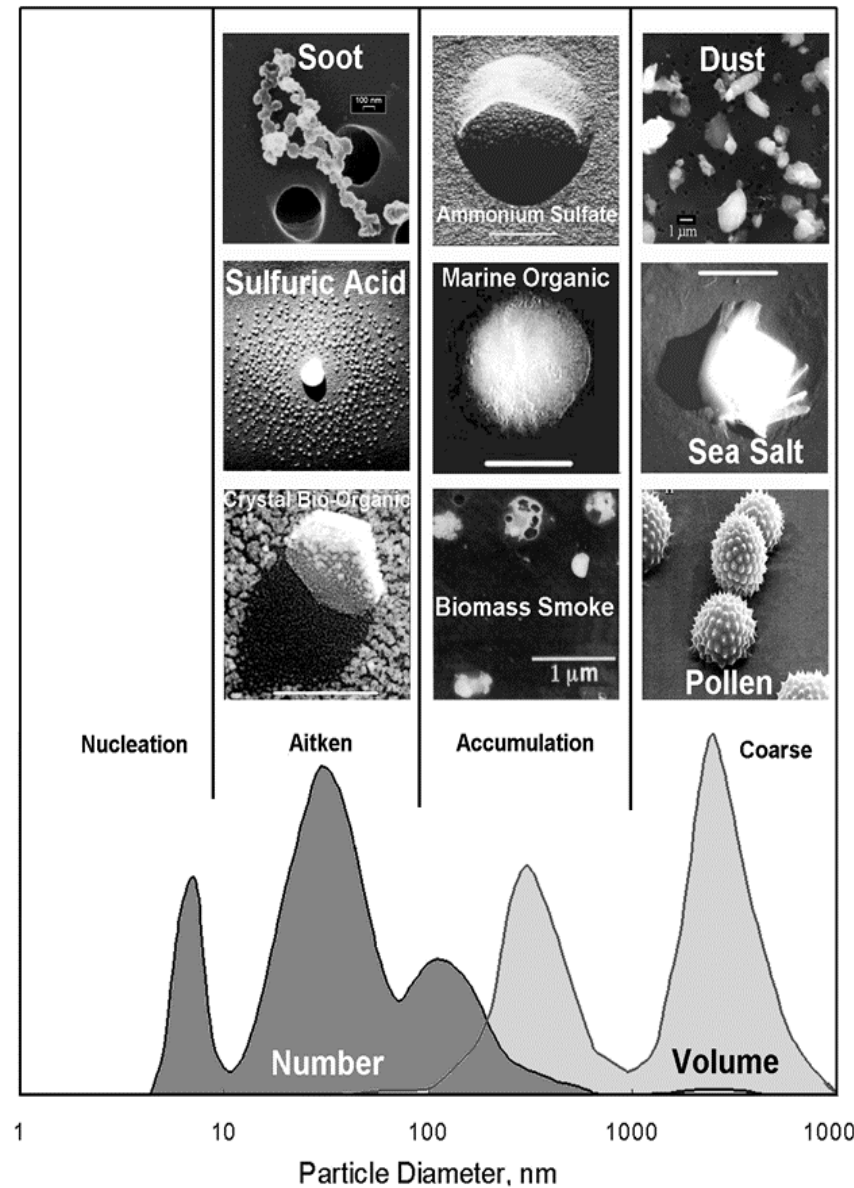 Soot
100 nm
Ammonium Sulfate
Dust
1 µm
Sulfuric Acid
Marine Organic
Sea Salt
Crystal Bio-Organic
Biomass Smoke
1 µm
Pollen
Nucleation
Aitken
Accumulation
Coarse
Number
Volume
1 10 100 1000 1000
Particle Diameter, nm